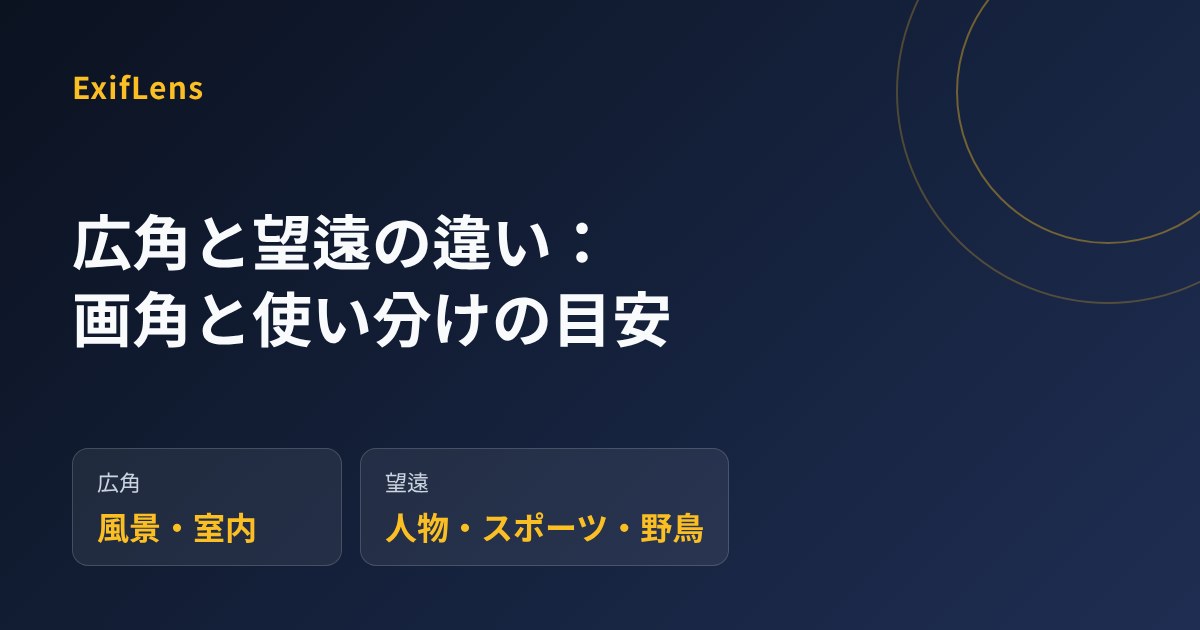 ExifLens
広角と望遠の違い：
画角と使い分けの目安
広角
風景・室内
望遠
人物・スポーツ・野鳥